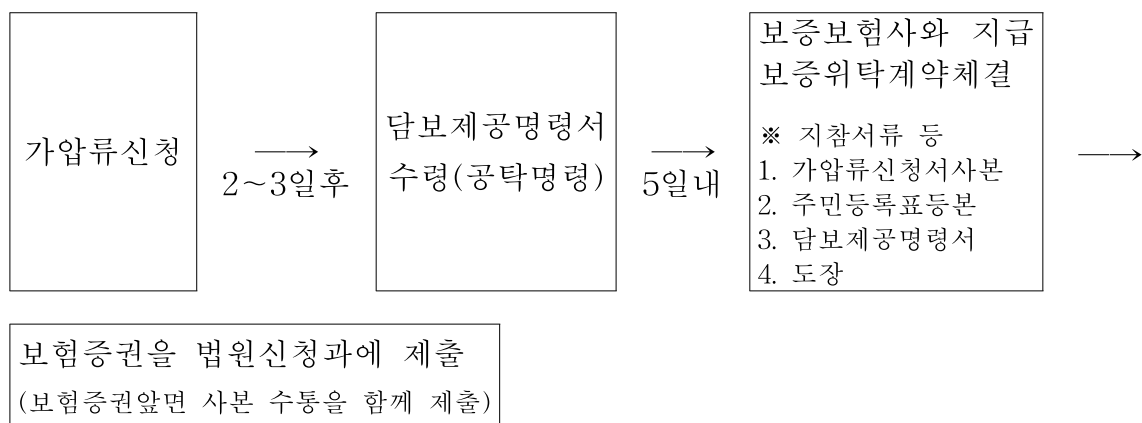 가압류신청
⟶
2~3일후
담보제공명령서
수령(공탁명령)
⟶
5일내
보증보험사와 지급
보증위탁계약체결
※ 지참서류 등
1. 가압류신청서사본
2. 주민등록표등본
3. 담보제공명령서
4. 도장
⟶
보험증권을 법원신청과에 제출
(보험증권앞면 사본 수통을 함께 제출)